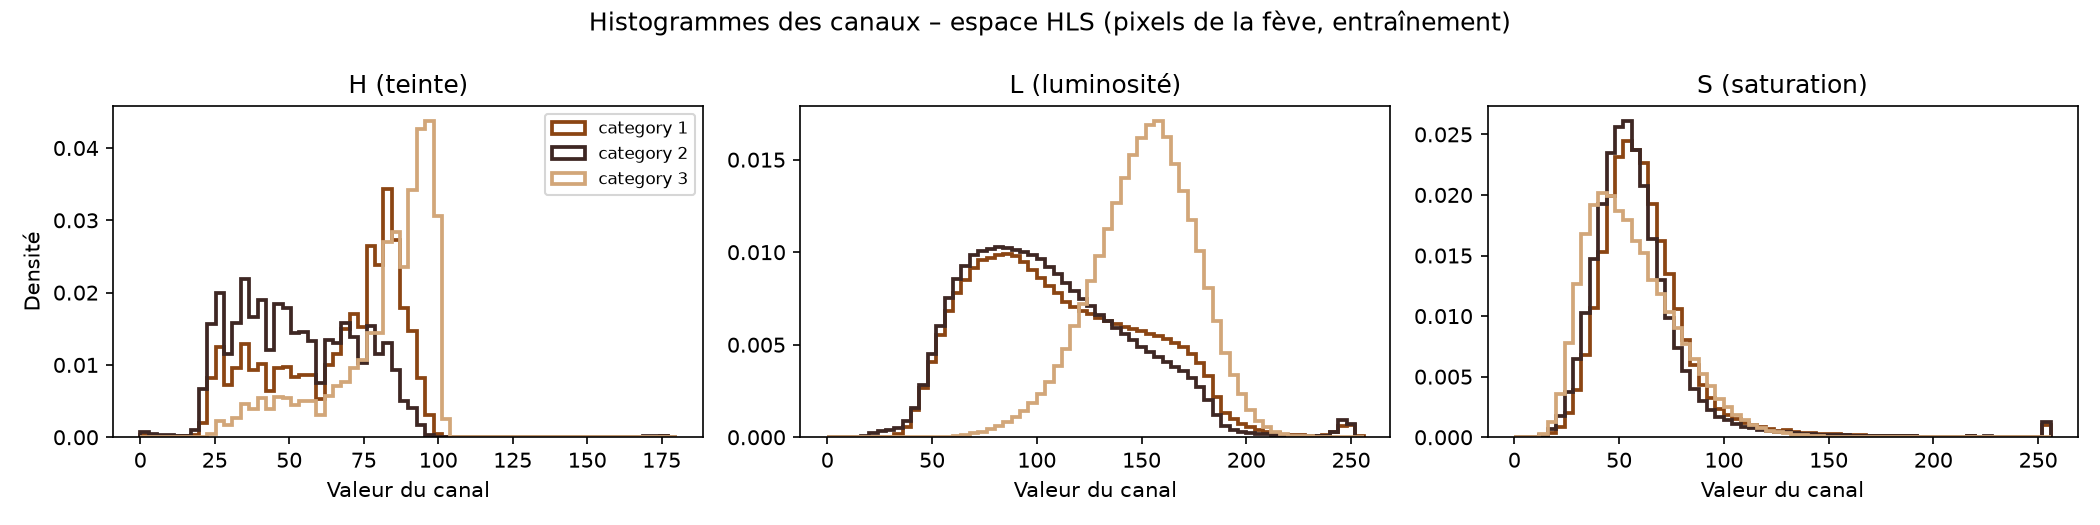 Histogrammes des canaux – espace HLS (pixels de la fève, entraînement)
H (teinte)
L (luminosité)
S (saturation)
category 1
category 2
category 3
Densité
0.04
0.03
0.02
0.01
0.00
0 25 50 75 100 125 150 175
Valeur du canal
0.015
0.010
0.005
0.000
0 50 100 150 200 250
Valeur du canal
0.025
0.020
0.015
0.010
0.005
0.000
0 50 100 150 200 250
Valeur du canal